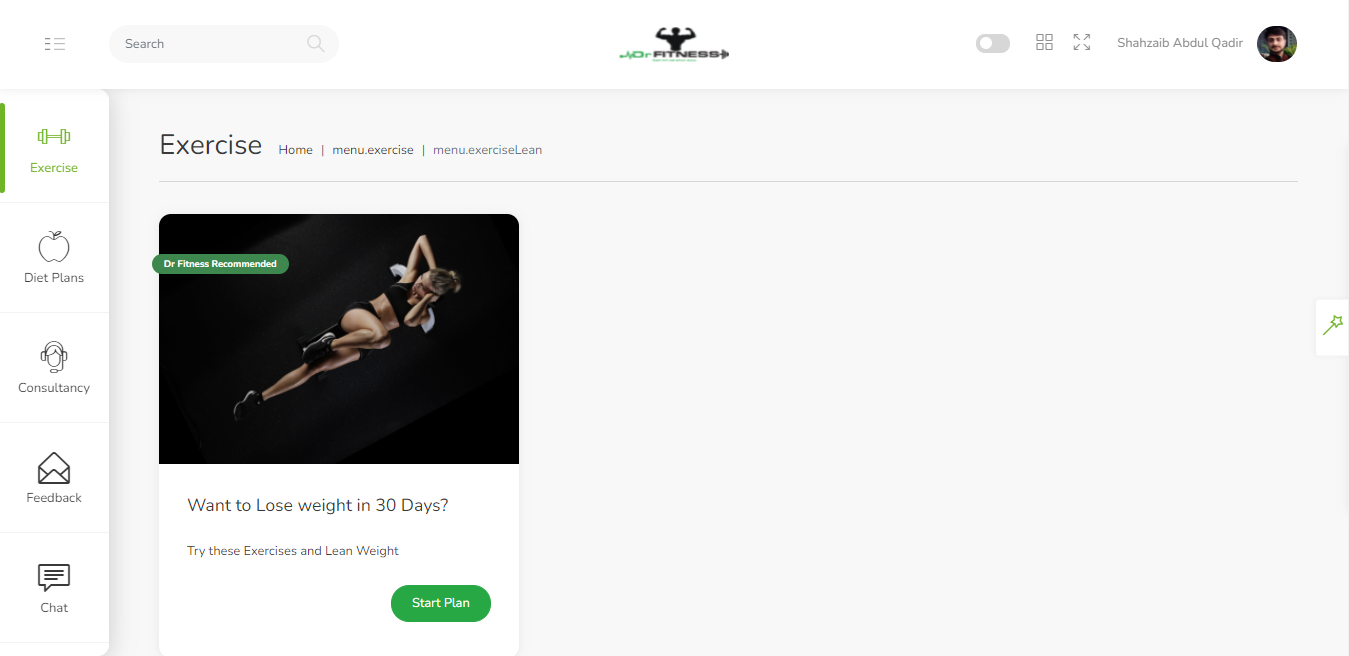 Search
Dr FITNESS
Shahzaib Abdul Qadir
Exercise
Diet Plans
Consultancy
Feedback
Chat
Exercise Home | menu.exercise | menu.exerciseLean
Dr Fitness Recommended
Want to Lose weight in 30 Days?
Try these Exercises and Lean Weight
Start Plan